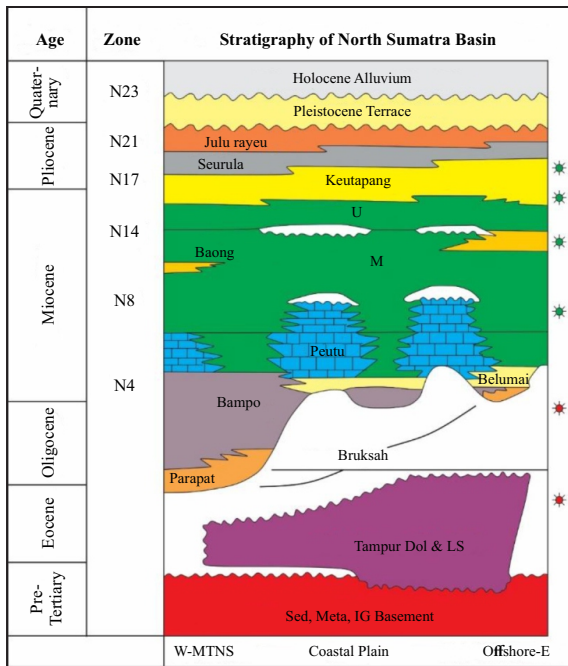 Age
Zone
Stratigraphy of North Sumatra Basin
Quater-
nary
N23
Holocene Alluvium
Pleistocene Terrace
Pliocene
N21
Julu rayeu
Seurula
N17
Keutapang
Miocene
U
N14
Baong
M
N8
Peutu
N4
Belumai
Bampo
Oligocene
Bruksah
Parapat
Eocene
Tampur Dol & LS
Pre-
Tertiary
Sed, Meta, IG Basement
W-MTNS
Coastal Plain
Offshore-E